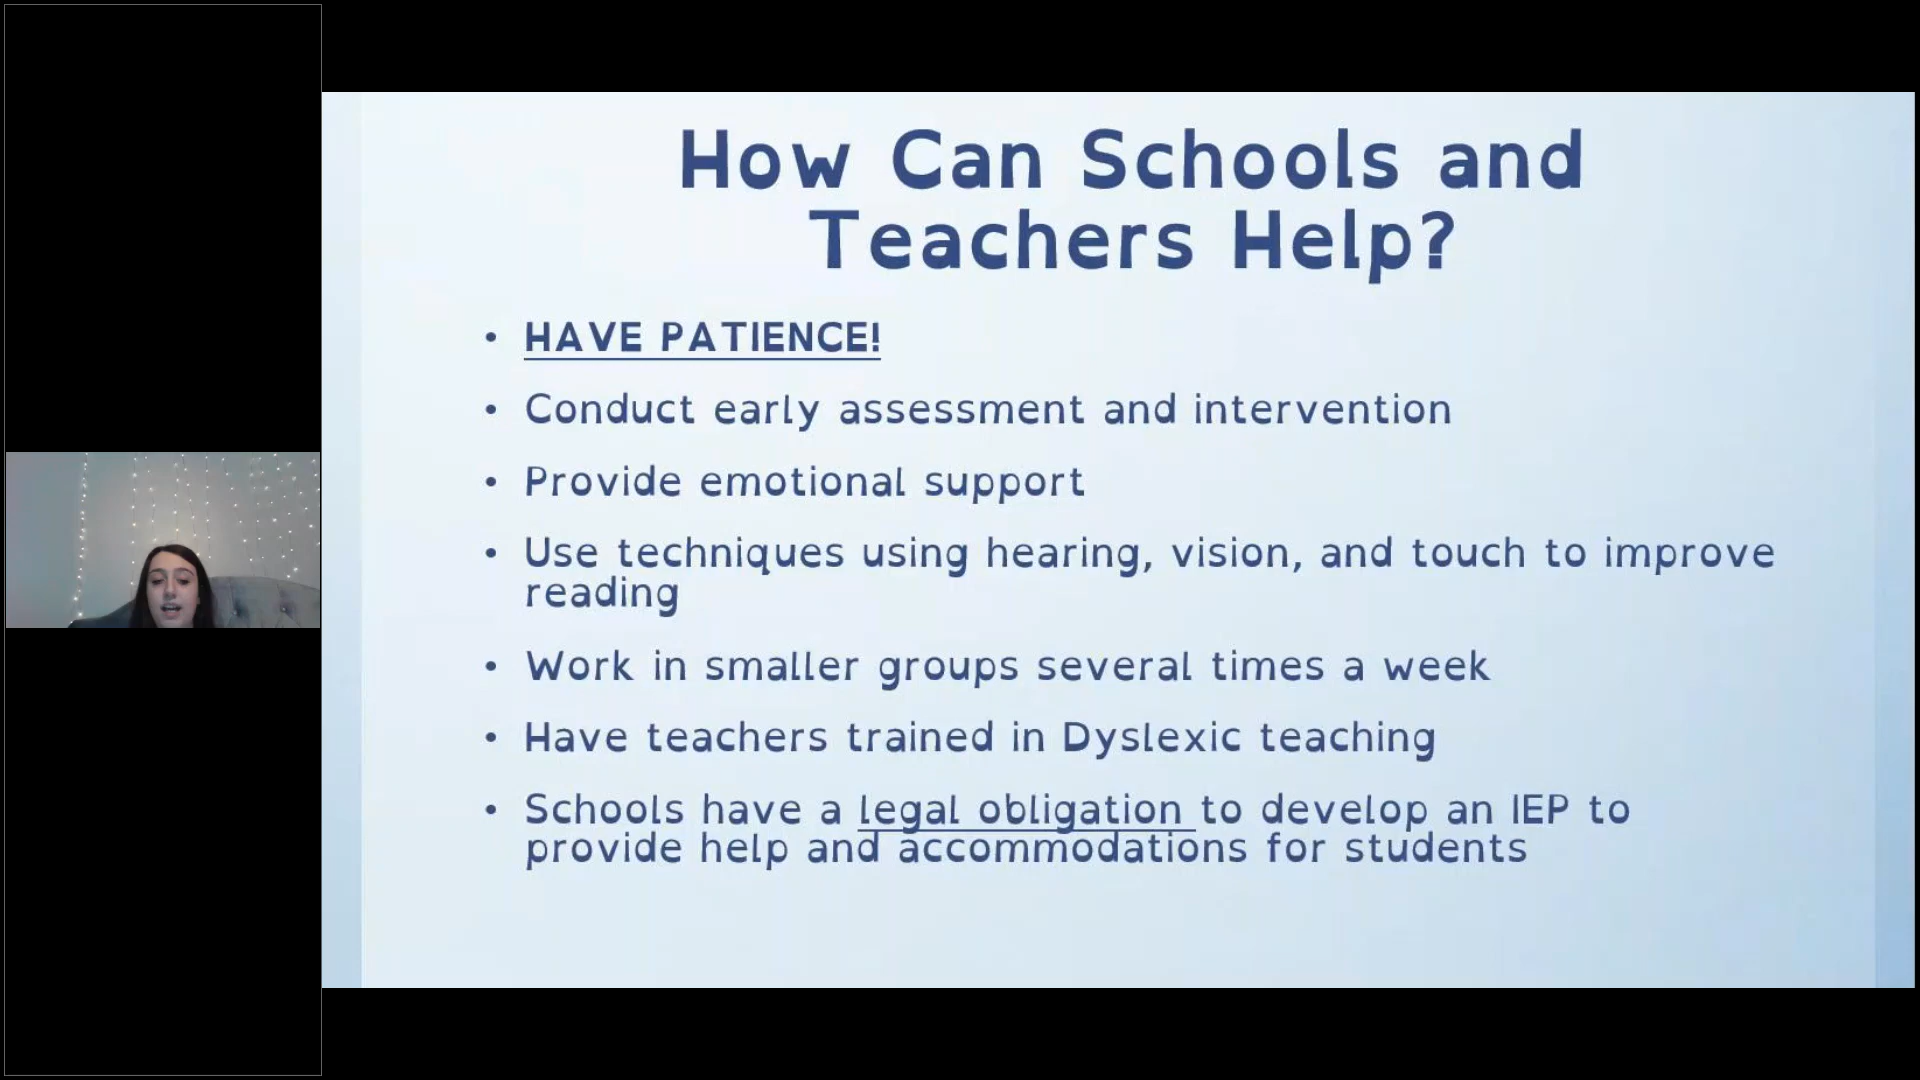 How Can Schools and
Teachers Help?
• HAVE PATIENCE!
• Conduct early assessment and intervention
• Provide emotional support
• Use techniques using hearing, vision, and touch to improve
reading
• Work in smaller groups several times a week
• Have teachers trained in Dyslexic teaching
• Schools have a legal obligation to develop an IEP to
provide help and accommodations for students